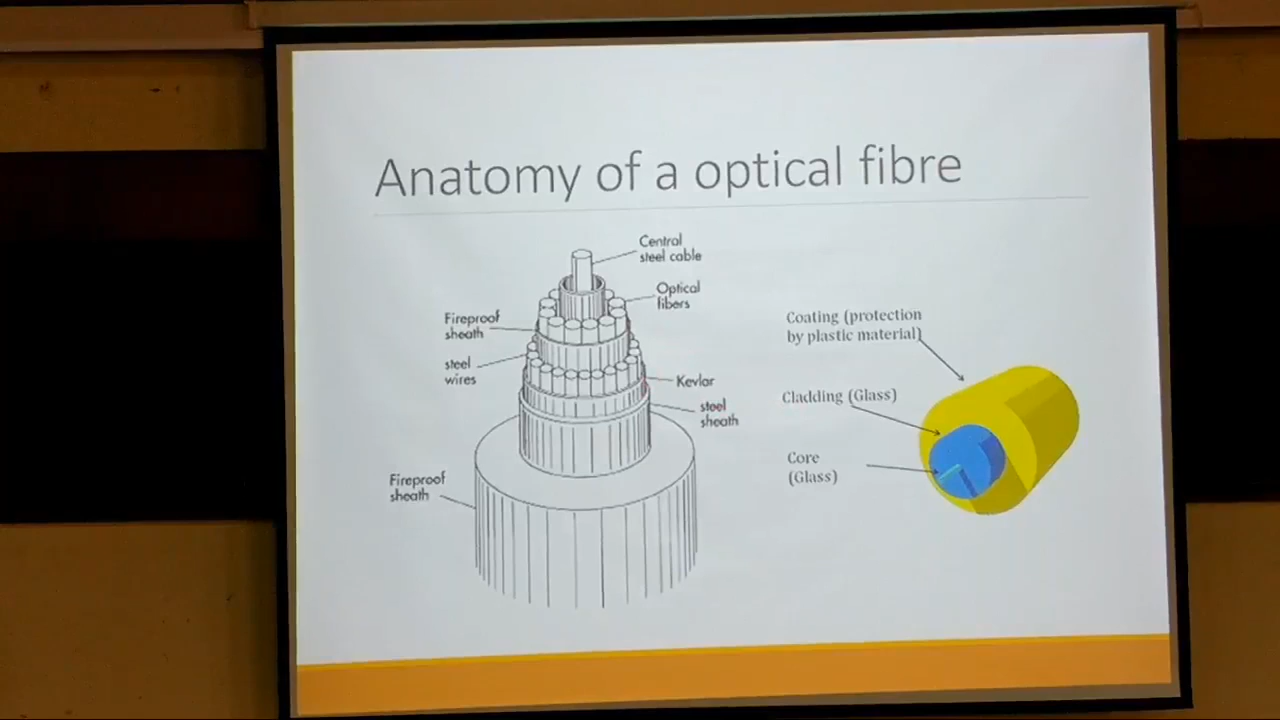 Anatomy of a optical fibre
Central
steel cable
Optical
fibers
Fireproof
sheath
steel
wires
Kevlar
steel
sheath
Fireproof
sheath
Coating (protection
by plastic material)
Cladding (Glass)
Core
(Glass)